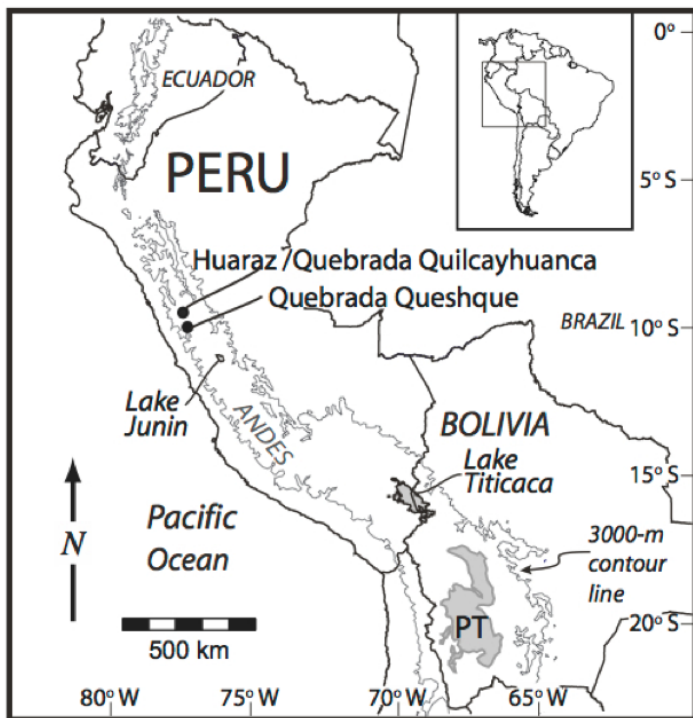 0°
ECUADOR
PERU
5° S
Huaraz/Quebrada Quilcayhuanca
Quebrada Queshque
BRAZIL
10° S
Lake
Junin
ANDES
BOLIVIA
Lake
Titicaca
15° S
N
Pacific
Ocean
3000-m
contour
line
PT
20° S
500 km
80° W
75° W
70° W
65° W